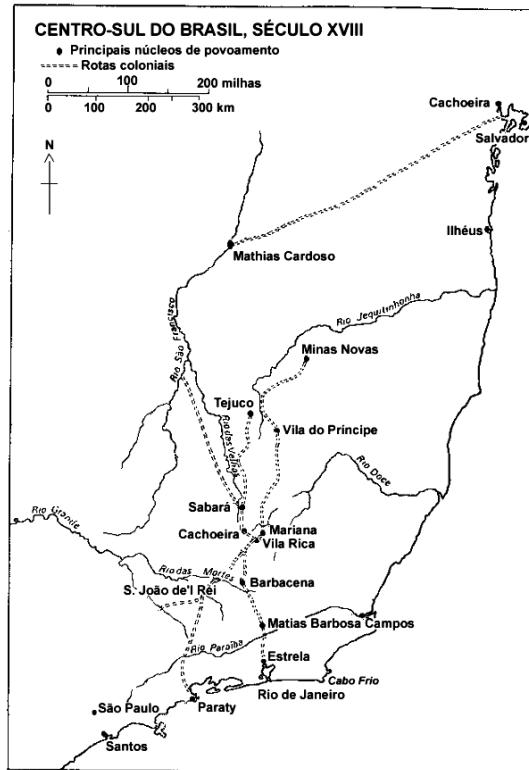 CENTRO-SUL DO BRASIL, SÉCULO XVIII
Principais núcleos de povoamento
Rotas coloniais
0 100 200 milhas
0 100 200 300 km
N
Cachoeira
Salvador
Ilhéus
Mathias Cardoso
Rio Jequitinhonha
Rio São Francisco
Minas Novas
Tejuco
Rio das Velhas
Vila do Príncipe
Rio Doce
Sabará
Rio Grande
Cachoeira
Mariana
Vila Rica
Rio das Mortes
Barbacena
S. João de'l Rei
Matias Barbosa Campos
Rio Paraíba
Estrela
Cabo Frio
Rio de Janeiro
São Paulo
Paraty
Santos